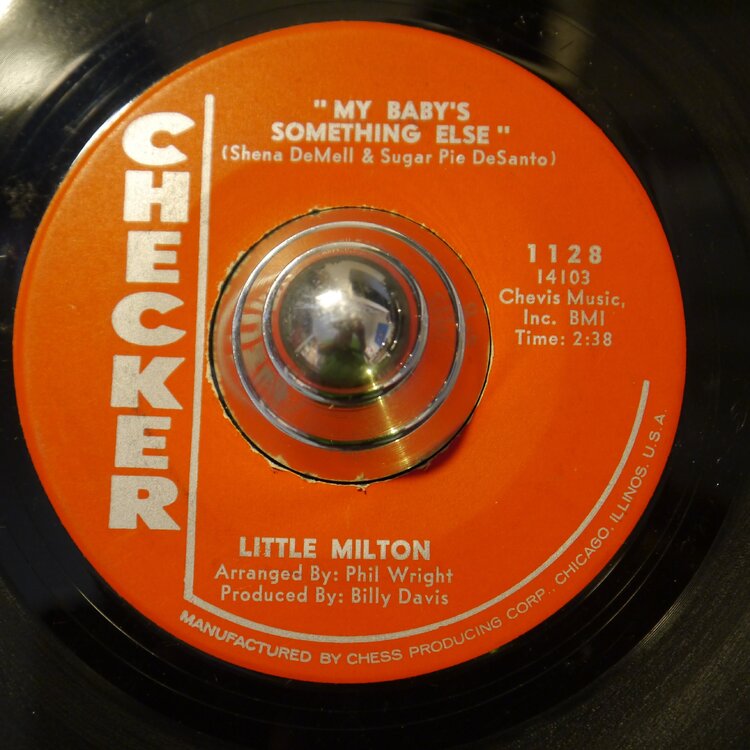 CHECKER
"MY BABY'S
SOMETHING ELSE"
(Shena DeMell & Sugar Pie DeSanto)
1128
14103
Chevis Music,
Inc. BMI
Time: 2:38
LITTLE MILTON
Arranged By: Phil Wright
Produced By: Billy Davis
MANUFACTURED BY CHESS PRODUCING CORP., CHICAGO, ILLINOS, U.S.A.